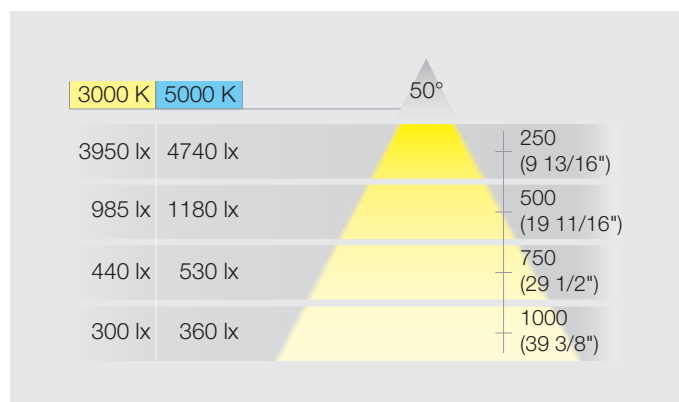 50°
3000 K 5000 K
3950 lx 4740 lx 250
(9 13/16")
985 lx 1180 lx 500
(19 11/16")
440 lx 530 lx 750
(29 1/2")
300 lx 360 lx 1000
(39 3/8")